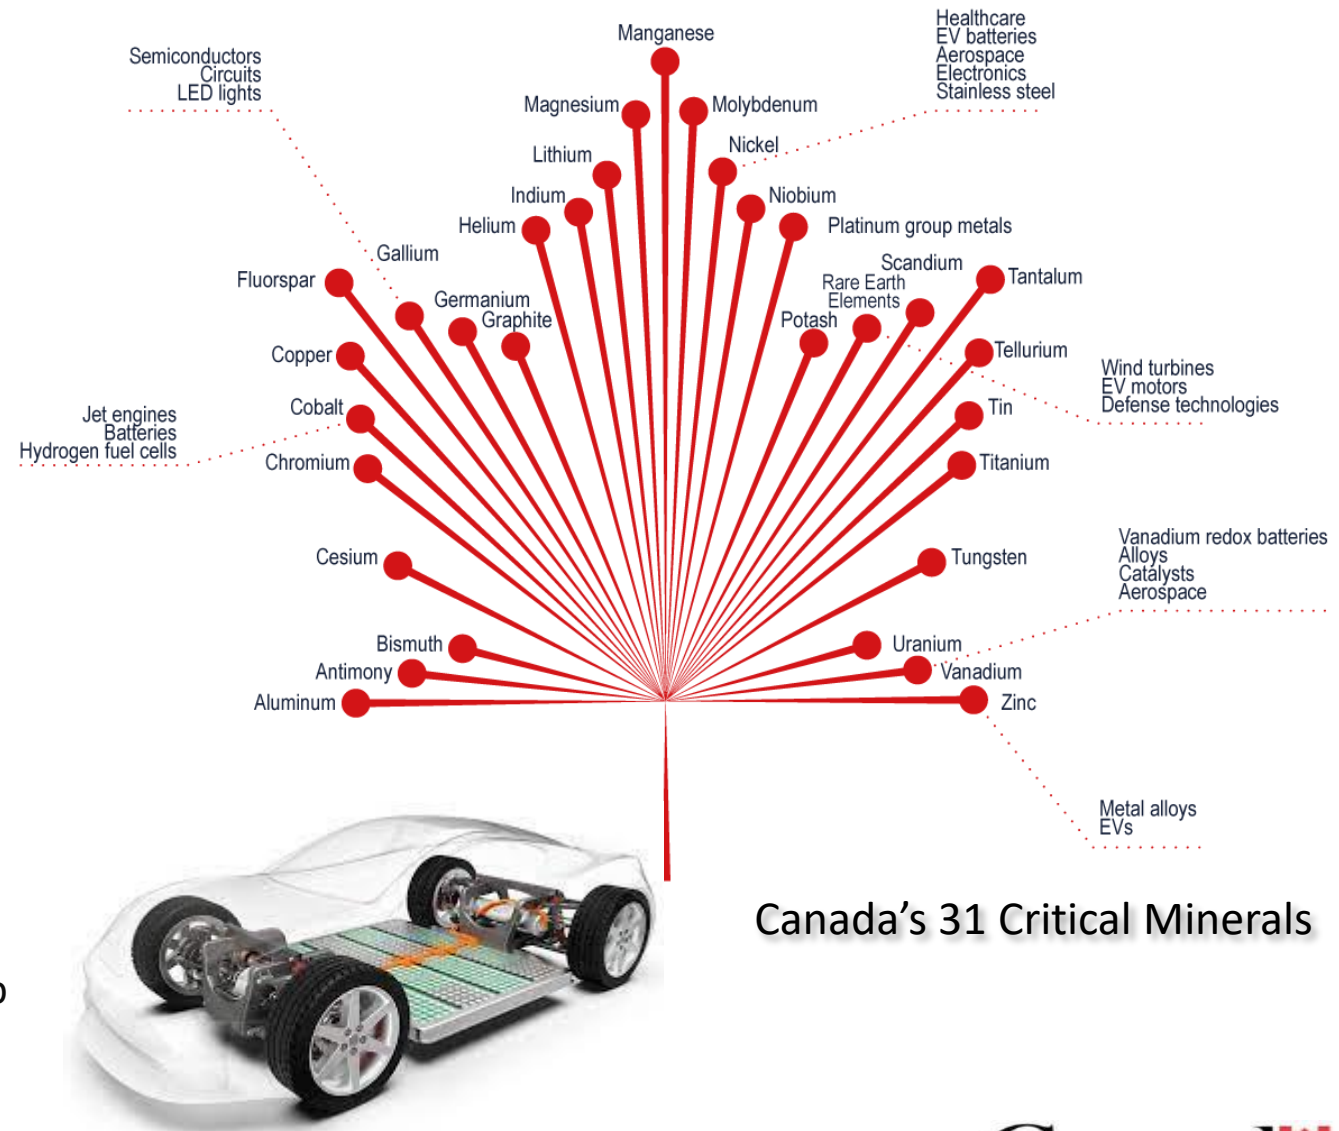 Manganese
Healthcare
EV batteries
Aerospace
Electronics
Stainless steel
Semiconductors
Circuits
LED lights
Magnesium
Molybdenum
Lithium
Nickel
Indium
Niobium
Helium
Platinum group metals
Gallium
Scandium
Fluorspar
Rare Earth
Elements
Tantalum
Germanium
Graphite
Potash
Copper
Tellurium
Wind turbines
EV motors
Defense technologies
Cobalt
Tin
Jet engines
Batteries
Hydrogen fuel cells
Chromium
Titanium
Cesium
Tungsten
Vanadium redox batteries
Alloys
Catalysts
Aerospace
Bismuth
Uranium
Antimony
Vanadium
Aluminum
Zinc
Metal alloys
EVs
Canada’s 31 Critical Minerals